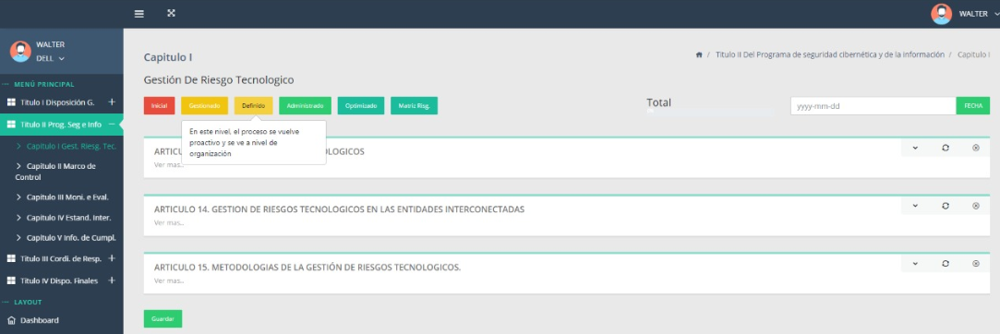 WALTER
WALTER
DELL
MENÚ PRINCIPAL
Titulo I Disposición G.
Titulo II Prog. Seg e Info
Capitulo I Gest. Riesg. Tec.
Capitulo II Marco de
Control
Capitulo III Moni. e Eval.
Capitulo IV Estand. Inter.
Capitulo V Info. de Cumpl.
Titulo III Cordi. de Resp.
Titulo IV Dispo. Finales
LAYOUT
Dashboard
Capitulo I
/ Titulo II Del Programa de seguridad cibernética y de la información / Capitulo I
Gestión De Riesgo Tecnologico
Inicial Gestionado Definido Administrado Optimizado Matriz Risg.
Total
yyyy-mm-dd FECHA
En este nivel, el proceso se vuelve
proactivo y se ve a nivel de
organización
OLOGICOS
Ver mas..
ARTICULO 14. GESTION DE RIESGOS TECNOLOGICOS EN LAS ENTIDADES INTERCONECTADAS
Ver mas..
ARTICULO 15. METODOLOGIAS DE LA GESTIÓN DE RIESGOS TECNOLOGICOS.
Ver mas..
Guardar